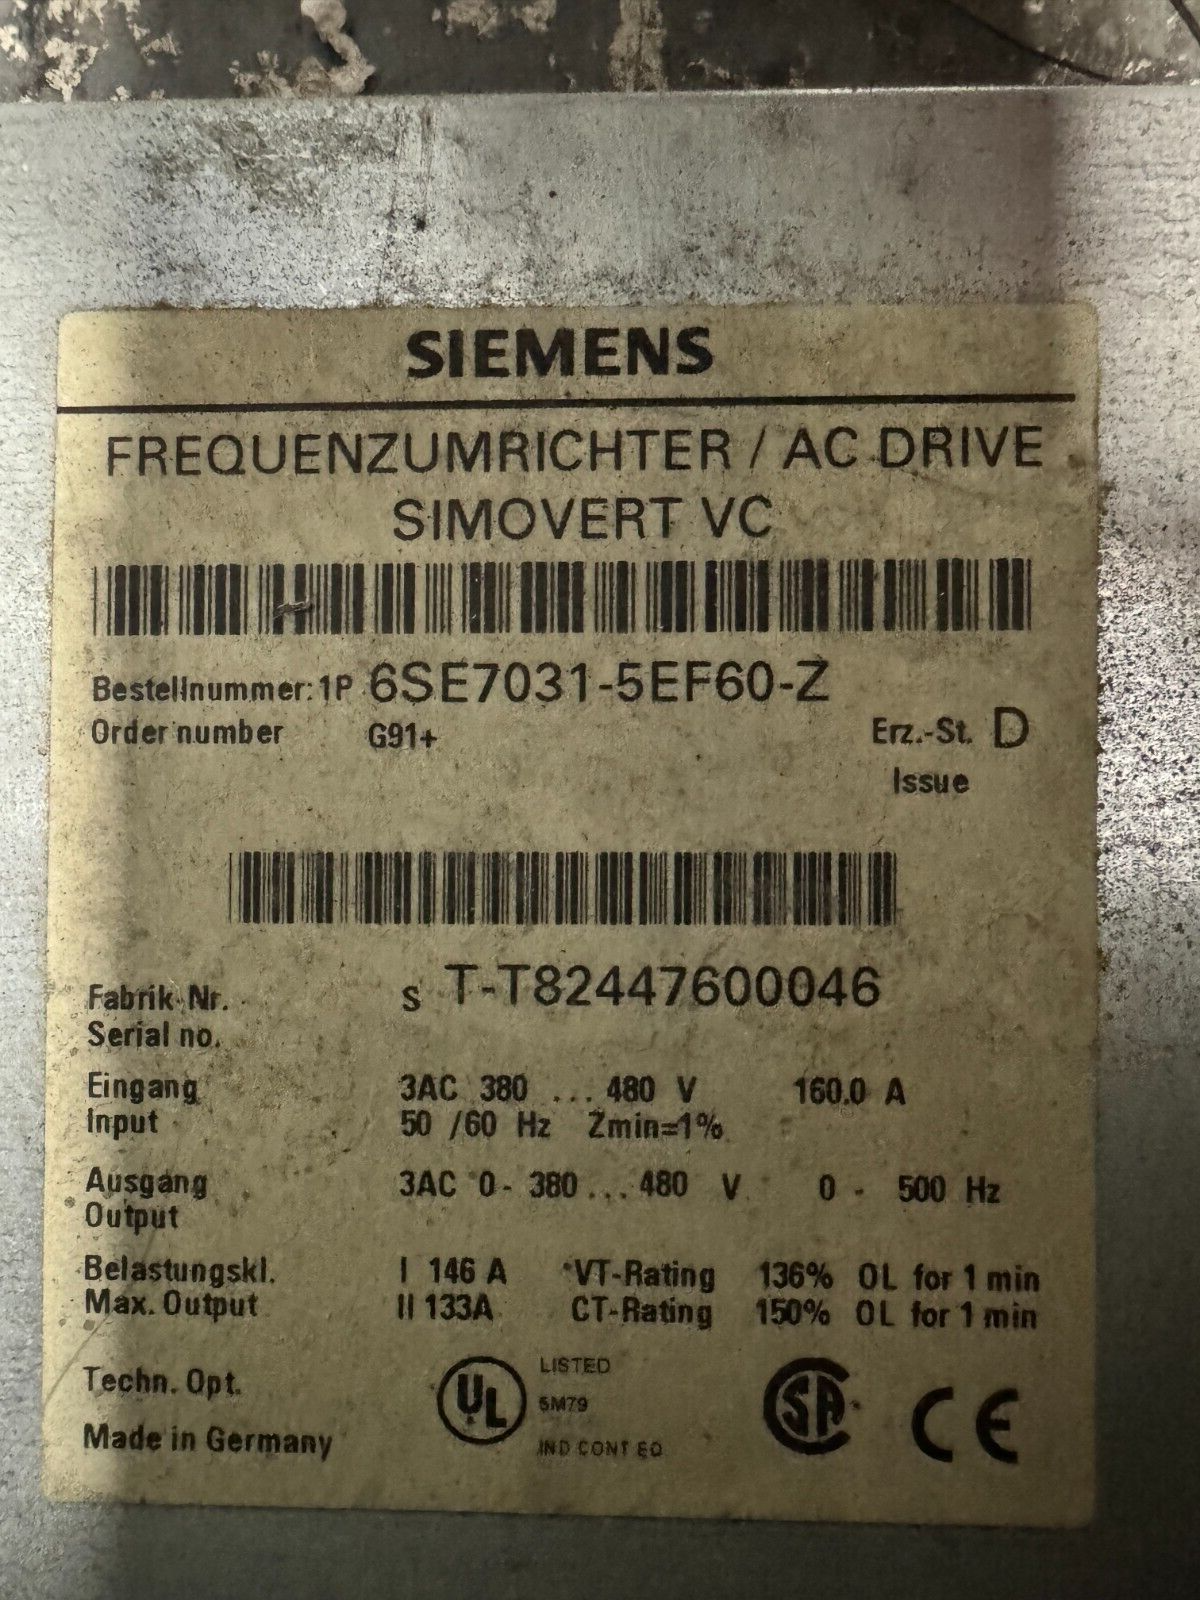 SIEMENS
FREQUENZUMRICHTER / AC DRIVE
SIMOVERT VC
Bestellnummer: 1P 6SE7031-5EF60-Z
Order number G91+ Erz.-St. D
Issue
Fabrik-Nr. S T-T82447600046
Serial no.
Eingang 3AC 380 ... 480 V 160.0 A
Input 50 /60 Hz Zmin=1%
Ausgang 3AC 0 - 380 ... 480 V 0 - 500 Hz
Output
Belastungskl. I 146 A VT-Rating 136% OL for 1 min
Max. Output II 133A CT-Rating 150% OL for 1 min
Techn. Opt. UL LISTED SA CE
5M79
Made in Germany IND CONT EQ